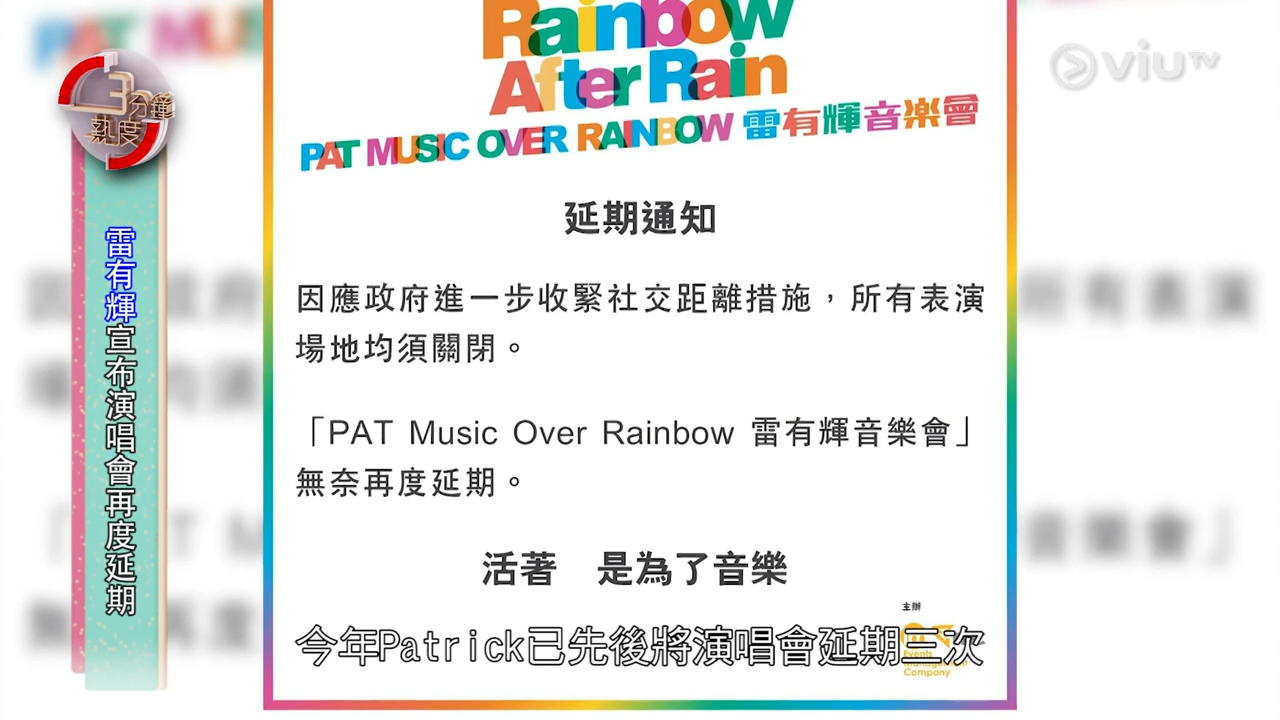 Rainbow
After Rain
PAT MUSIC OVER RAINBOW 雷有輝音樂會
viuTV
3分鐘
熱度
雷有輝宣布演唱會再度延期
延期通知
因應政府進一步收緊社交距離措施，所有表演
場地均須關閉。
「PAT Music Over Rainbow 雷有輝音樂會」
無奈再度延期。
活著 是為了音樂
主辦
Events
Management
Company
今年Patrick已先後將演唱會延期三次